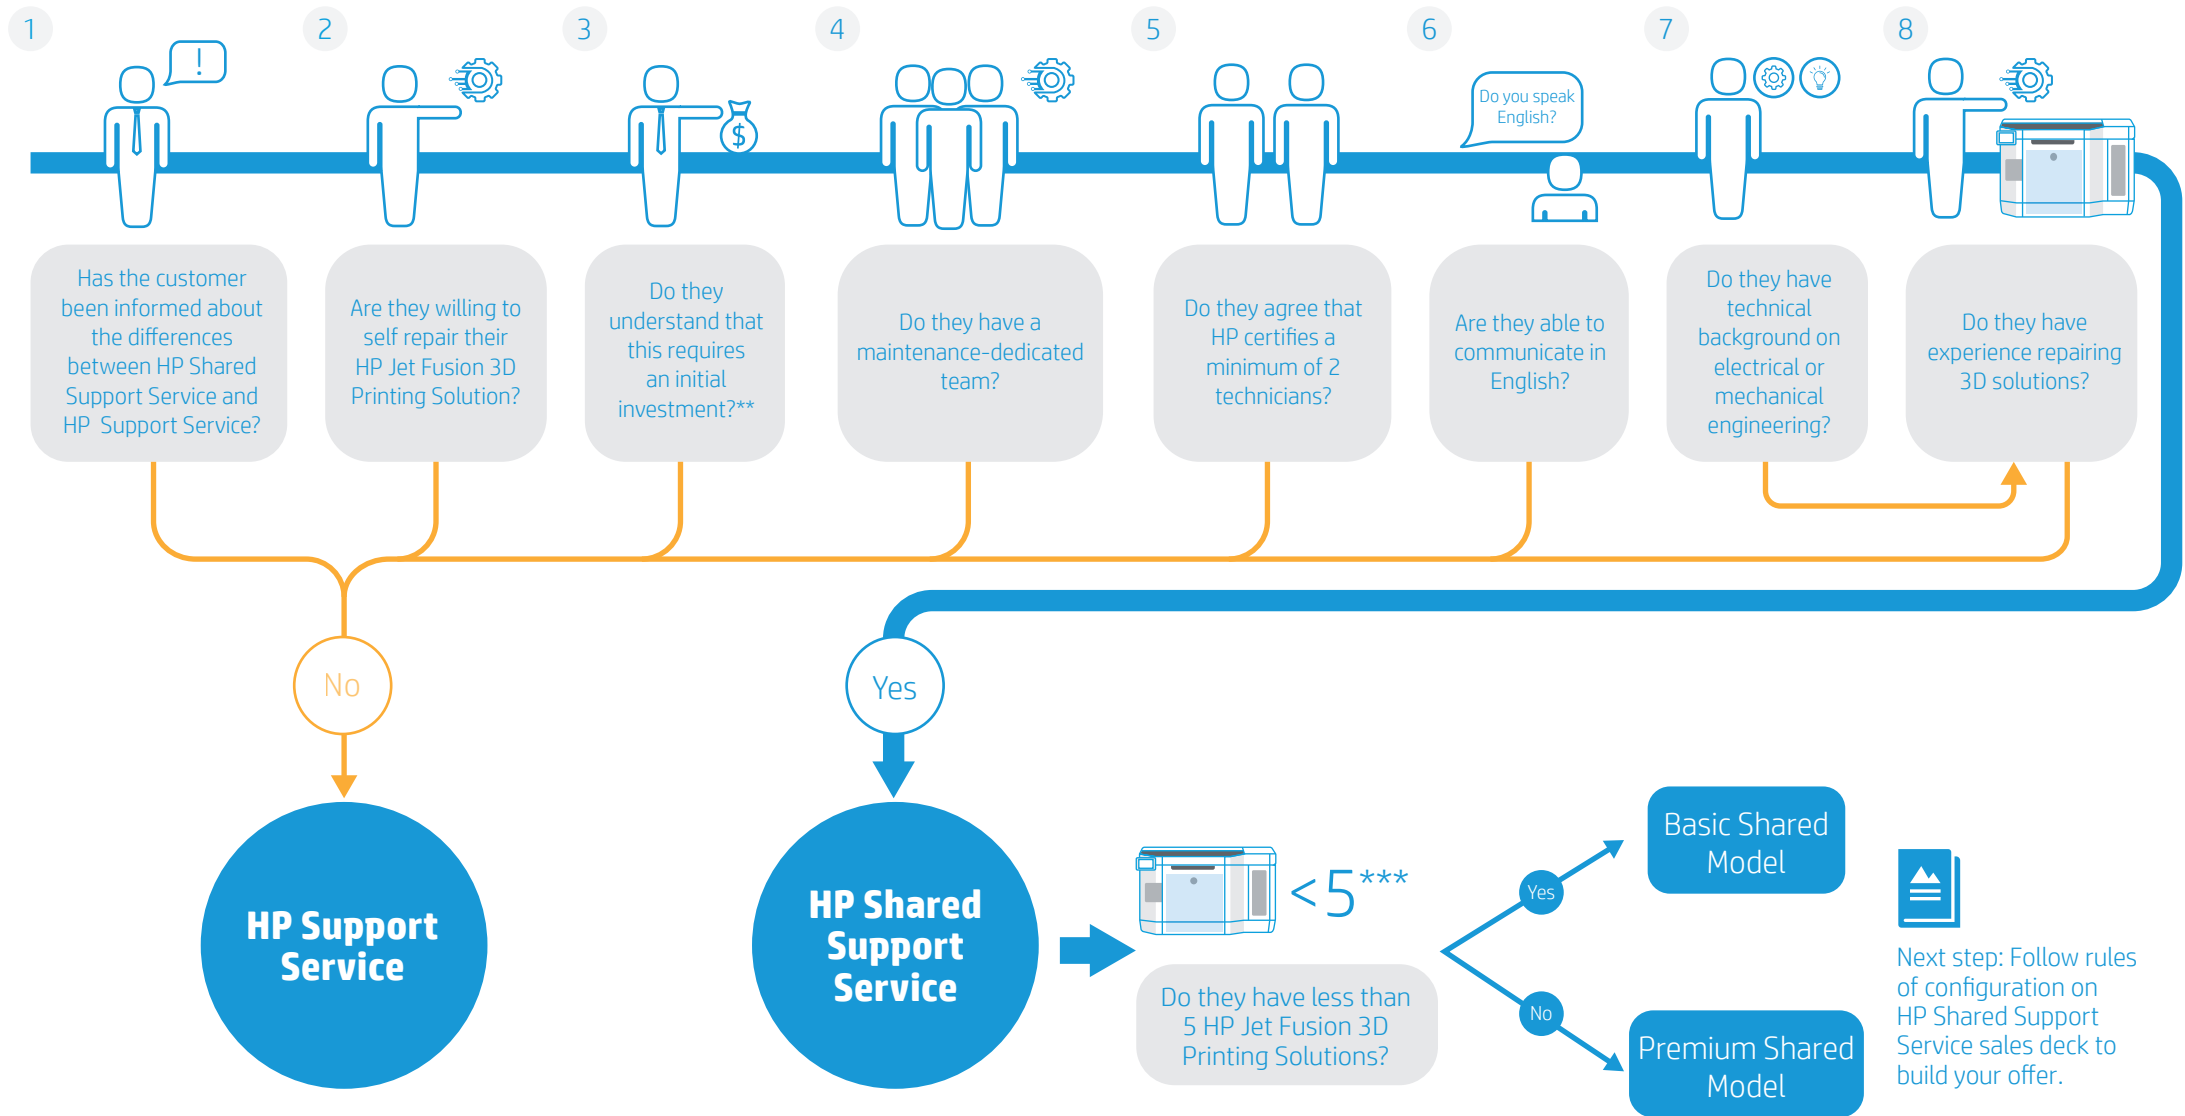 1
2
3
4
5
6
7
8
!
$
Do you speak
English?
Has the customer
been informed about
the differences
between HP Shared
Support Service and
HP Support Service?
Are they willing to
self repair their
HP Jet Fusion 3D
Printing Solution?
Do they
understand that
this requires
an initial
investment?**
Do they have a
maintenance-dedicated
team?
Do they agree that
HP certifies a
minimum of 2
technicians?
Are they able to
communicate in
English?
Do they have
technical
background on
electrical or
mechanical
engineering?
Do they have
experience repairing
3D solutions?
No
Yes
HP Support
Service
HP Shared
Support
Service
<5***
Do they have less than
5 HP Jet Fusion 3D
Printing Solutions?
Yes
No
Basic Shared
Model
Premium Shared
Model
Next step: Follow rules
of configuration on
HP Shared Support
Service sales deck to
build your offer.